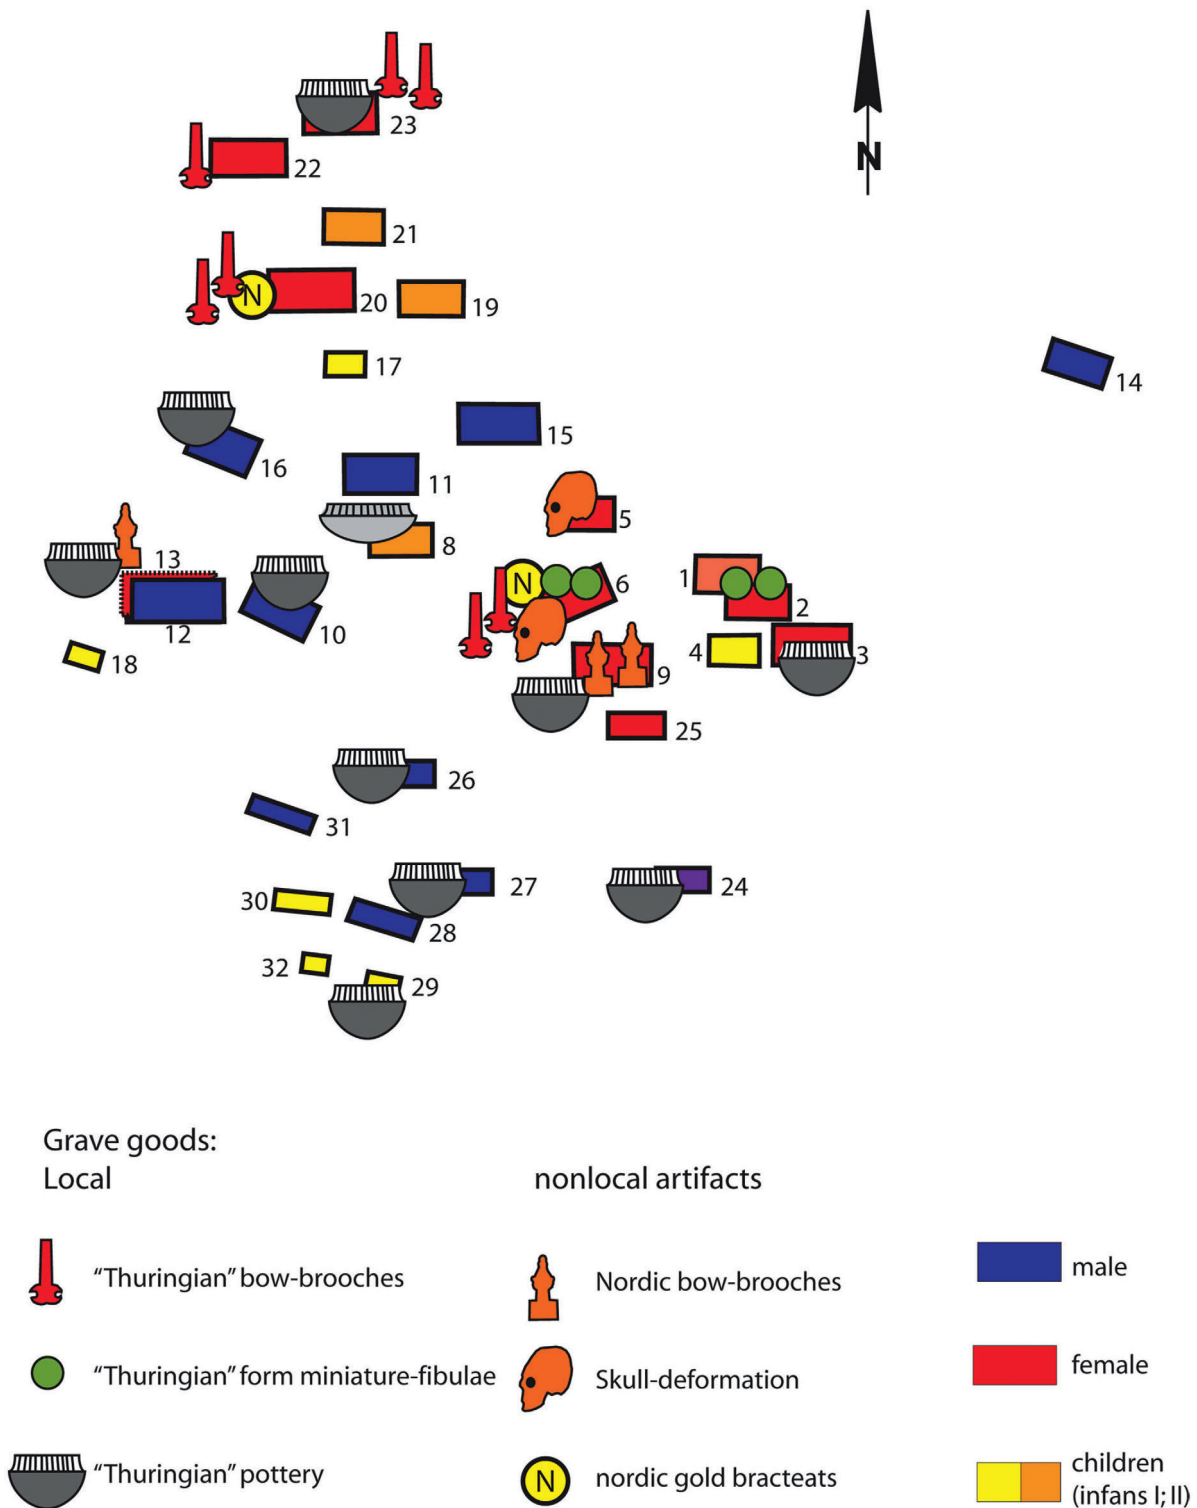 23
N
22
21
N
20
19
17
14
15
16
11
5
8
13
N
6
1
2
10
12
4
3
18
9
25
26
31
27
24
30
28
32
29
Grave goods:
Local
nonlocal artifacts
"Thuringian" bow-brooches
Nordic bow-brooches
male
"Thuringian" form miniature-fibulae
Skull-deformation
female
"Thuringian" pottery
N
nordic gold bracteats
children
(infans I; II)